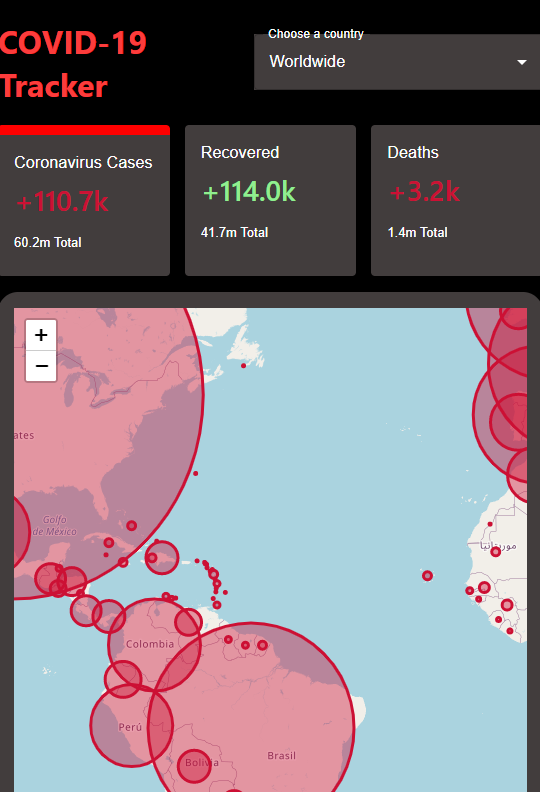 COVID-19
Tracker
Choose a country
Worldwide
Coronavirus Cases
+110.7k
60.2m Total
Recovered
+114.0k
41.7m Total
Deaths
+3.2k
1.4m Total
+
−
ates
Golfo
de México
موريتانيا
Colombia
Perú
Bolivia
Brasil